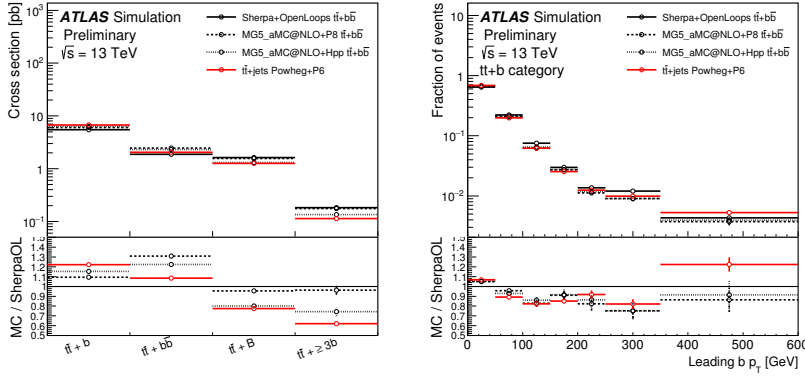 ATLAS Simulation
Preliminary
√s = 13 TeV
Sherpa+OpenLoops tt̄+bb̄
MG5_aMC@NLO+P8 tt̄+bb̄
MG5_aMC@NLO+Hpp tt̄+bb̄
tt̄+jets Powheg+P6
Cross section [pb]
10³
10²
10
1
10⁻¹
MC / SherpaOL
1.5
1.4
1.3
1.2
1.1
1
0.9
0.8
0.7
0.6
0.5
tt̄ + b
tt̄ + bb̄
tt̄ + B
tt̄ + ≥3b
ATLAS Simulation
Preliminary
√s = 13 TeV
tt+b category
Sherpa+OpenLoops tt̄+bb̄
MG5_aMC@NLO+P8 tt̄+bb̄
MG5_aMC@NLO+Hpp tt̄+bb̄
tt̄+jets Powheg+P6
Fraction of events
10
1
10⁻¹
10⁻²
MC / SherpaOL
1.5
1.4
1.3
1.2
1.1
1
0.9
0.8
0.7
0.6
0.5
0 100 200 300 400 500 600
Leading b p_T [GeV]